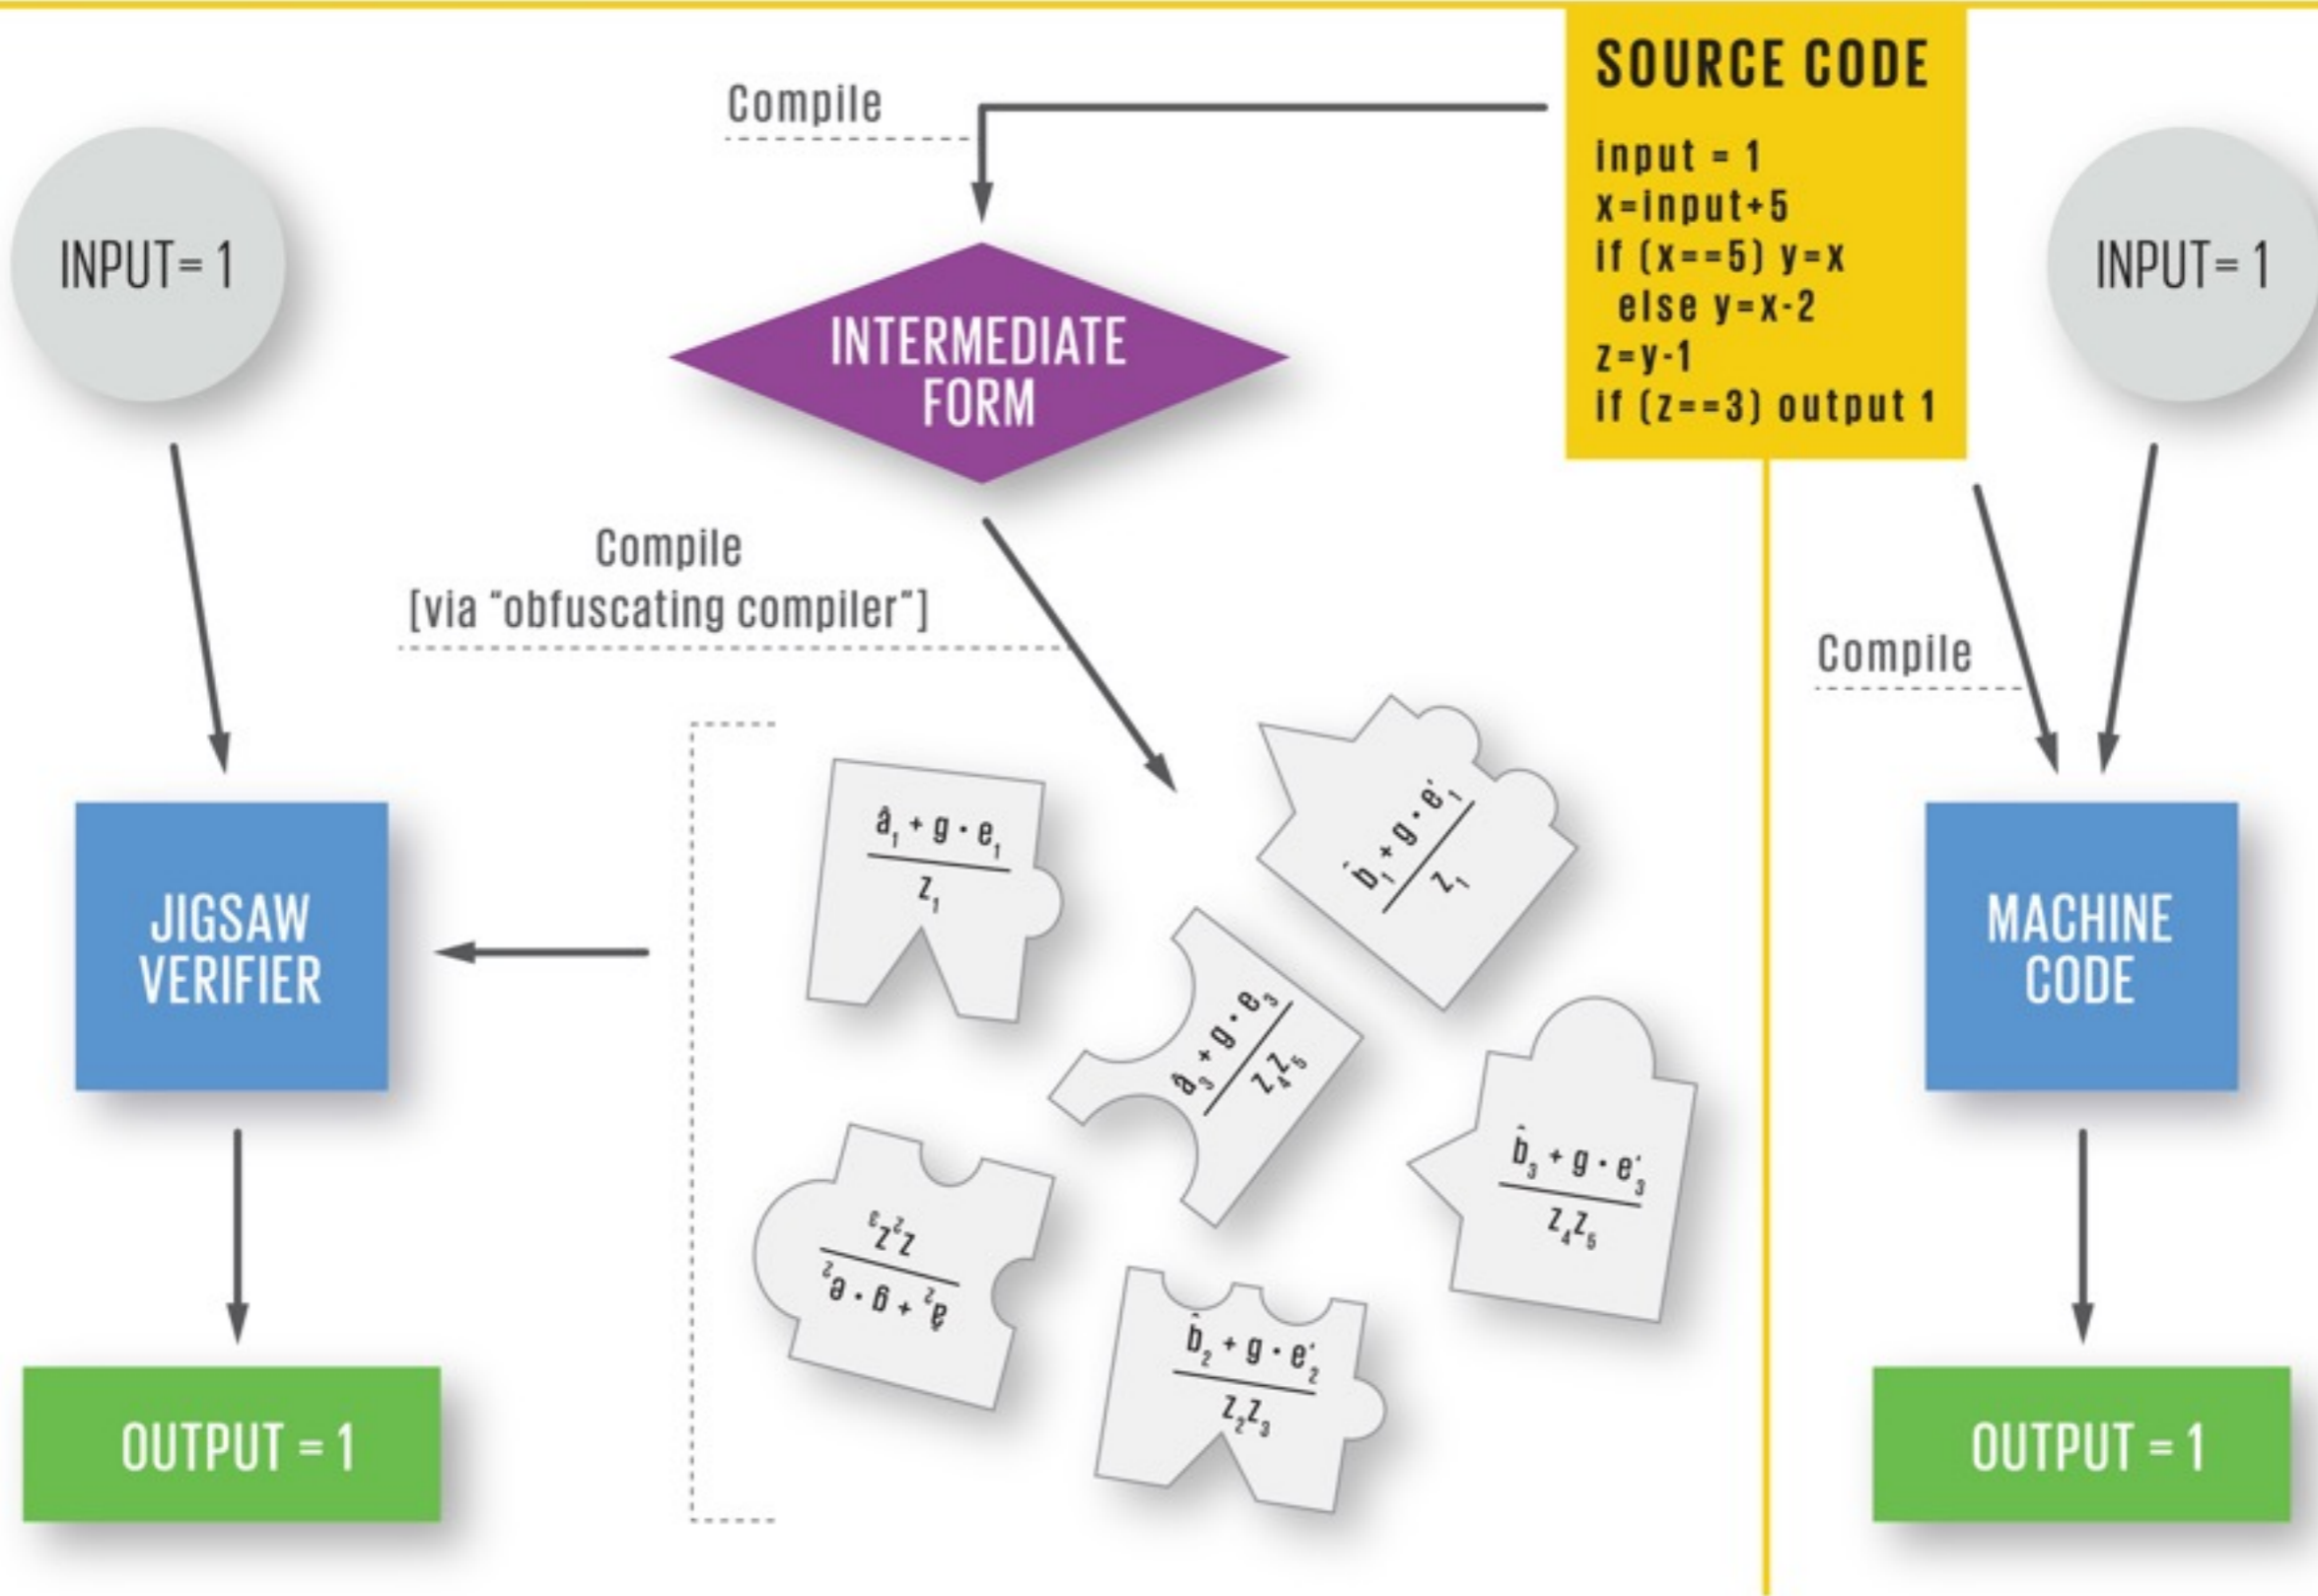 SOURCE CODE
input = 1
x=input+5
if (x==5) y=x
else y=x-2
z=y-1
if (z==3) output 1
Compile
INPUT= 1
INTERMEDIATE
FORM
INPUT= 1
Compile
[via “obfuscating compiler”]
Compile
JIGSAW
VERIFIER
â₁ + g · e₁
z₁
b́₁ + g · e′₁
z₁
á₃ + g · e₃
z₄z₅
b̂₃ + g · e′₃
z₄z₅
â₂ + g · e₂
z₂z₃
b̂₂ + g · e′₂
z₂z₃
MACHINE
CODE
OUTPUT = 1
OUTPUT = 1